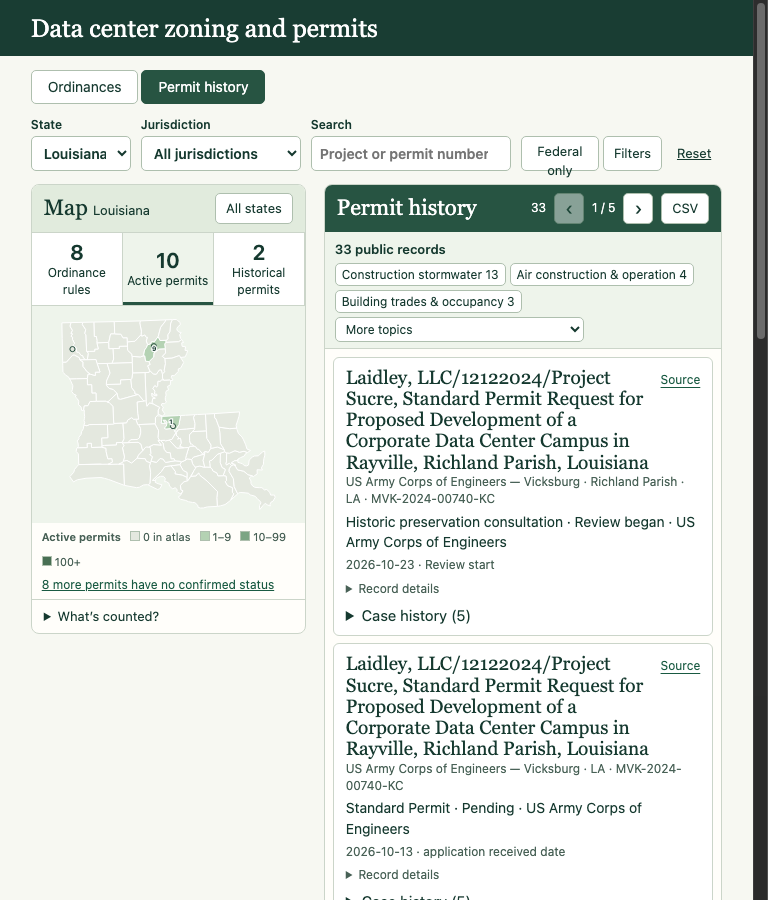 Data center zoning and permits
Ordinances
Permit history
State
Jurisdiction
Search
Louisiana
All jurisdictions
Project or permit number
Federal only
Filters
Reset
Map Louisiana
All states
8
Ordinance rules
10
Active permits
2
Historical permits
Active permits
0 in atlas
1–9
10–99
100+
8 more permits have no confirmed status
▶ What's counted?
Permit history
33
‹
1 / 5
›
CSV
33 public records
Construction stormwater 13
Air construction & operation 4
Building trades & occupancy 3
More topics
Laidley, LLC/12122024/Project
Sucre, Standard Permit Request for
Proposed Development of a
Corporate Data Center Campus in
Rayville, Richland Parish, Louisiana
Source
US Army Corps of Engineers — Vicksburg · Richland Parish ·
LA · MVK-2024-00740-KC
Historic preservation consultation · Review began · US
Army Corps of Engineers
2026-10-23 · Review start
▶ Record details
▶ Case history (5)
Laidley, LLC/12122024/Project
Sucre, Standard Permit Request for
Proposed Development of a
Corporate Data Center Campus in
Rayville, Richland Parish, Louisiana
Source
US Army Corps of Engineers — Vicksburg · LA · MVK-2024-
00740-KC
Standard Permit · Pending · US Army Corps of
Engineers
2026-10-13 · application received date
▶ Record details
Case history (5)